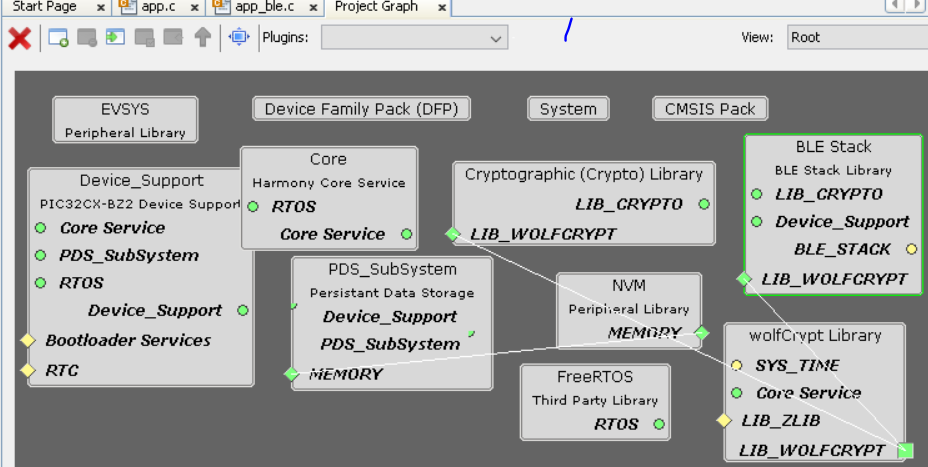 Start Page x app.c x app_ble.c x Project Graph x
Plugins: View: Root
EVSYS
Peripheral Library
Device Family Pack (DFP)
System
CMSIS Pack
Device_Support
PIC32CX-BZ2 Device Support
Core Service
PDS_SubSystem
RTOS
Device_Support
Bootloader Services
RTC
Core
Harmony Core Service
RTOS
Core Service
PDS_SubSystem
Persistant Data Storage
Device_Support
PDS_SubSystem
MEMORY
Cryptographic (Crypto) Library
LIB_CRYPTO
LIB_WOLFCRYPT
NVM
Peripheral Library
MEMORY
FreeRTOS
Third Party Library
RTOS
BLE Stack
BLE Stack Library
LIB_CRYPTO
Device_Support
BLE_STACK
LIB_WOLFCRYPT
wolfCrypt Library
SYS_TIME
Core Service
LIB_ZLIB
LIB_WOLFCRYPT